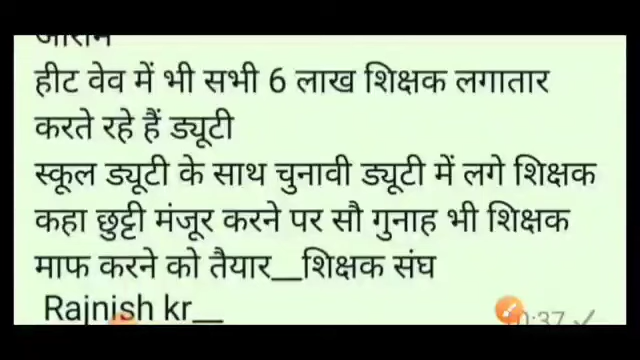 हीट वेव में भी सभी 6 लाख शिक्षक लगातार
करते रहे हैं ड्यूटी
स्कूल ड्यूटी के साथ चुनावी ड्यूटी में लगे शिक्षक
कहा छुट्टी मंजूर करने पर सौ गुनाह भी शिक्षक
माफ करने को तैयार__शिक्षक संघ
Rajnish kr__